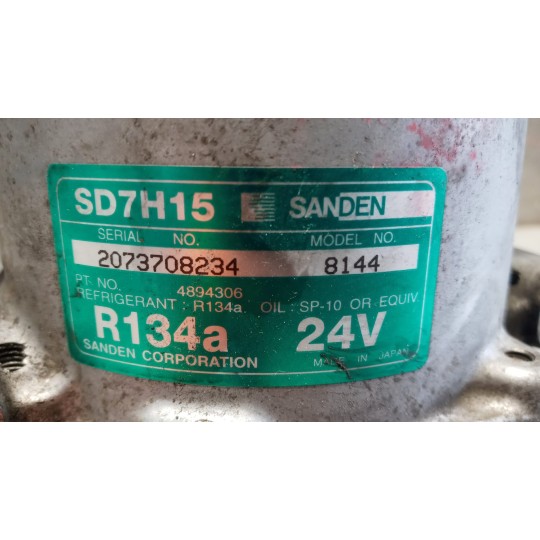 SD7H15 SANDEN
SERIAL NO. MODEL NO.
2073708234 8144
PT. NO. 4894306
REFRIGERANT : R134a OIL : SP-10 OR EQUIV.
R134a 24V
SANDEN CORPORATION MADE IN JAPAN